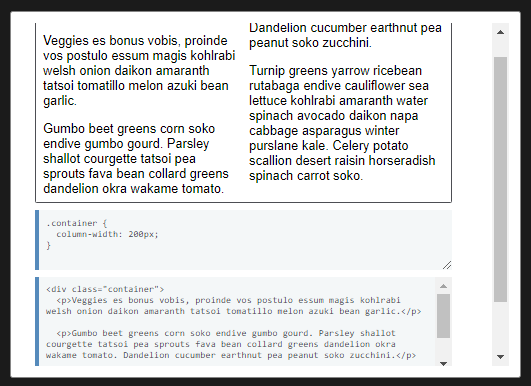 Veggies es bonus vobis, proinde
vos postulo essum magis kohlrabi
welsh onion daikon amaranth
tatsoi tomatillo melon azuki bean
garlic.
Gumbo beet greens corn soko
endive gumbo gourd. Parsley
shallot courgette tatsoi pea
sprouts fava bean collard greens
dandelion okra wakame tomato.
Dandelion cucumber earthnut pea
peanut soko zucchini.
Turnip greens yarrow ricebean
rutabaga endive cauliflower sea
lettuce kohlrabi amaranth water
spinach avocado daikon napa
cabbage asparagus winter
purslane kale. Celery potato
scallion desert raisin horseradish
spinach carrot soko.
.container {
  column-width: 200px;
}
<div class="container">
  <p>Veggies es bonus vobis, proinde vos postulo essum magis kohlrabi
welsh onion daikon amaranth tatsoi tomatillo melon azuki bean garlic.</p>
  <p>Gumbo beet greens corn soko endive gumbo gourd. Parsley shallot
courgette tatsoi pea sprouts fava bean collard greens dandelion okra
wakame tomato. Dandelion cucumber earthnut pea peanut soko zucchini.</p>